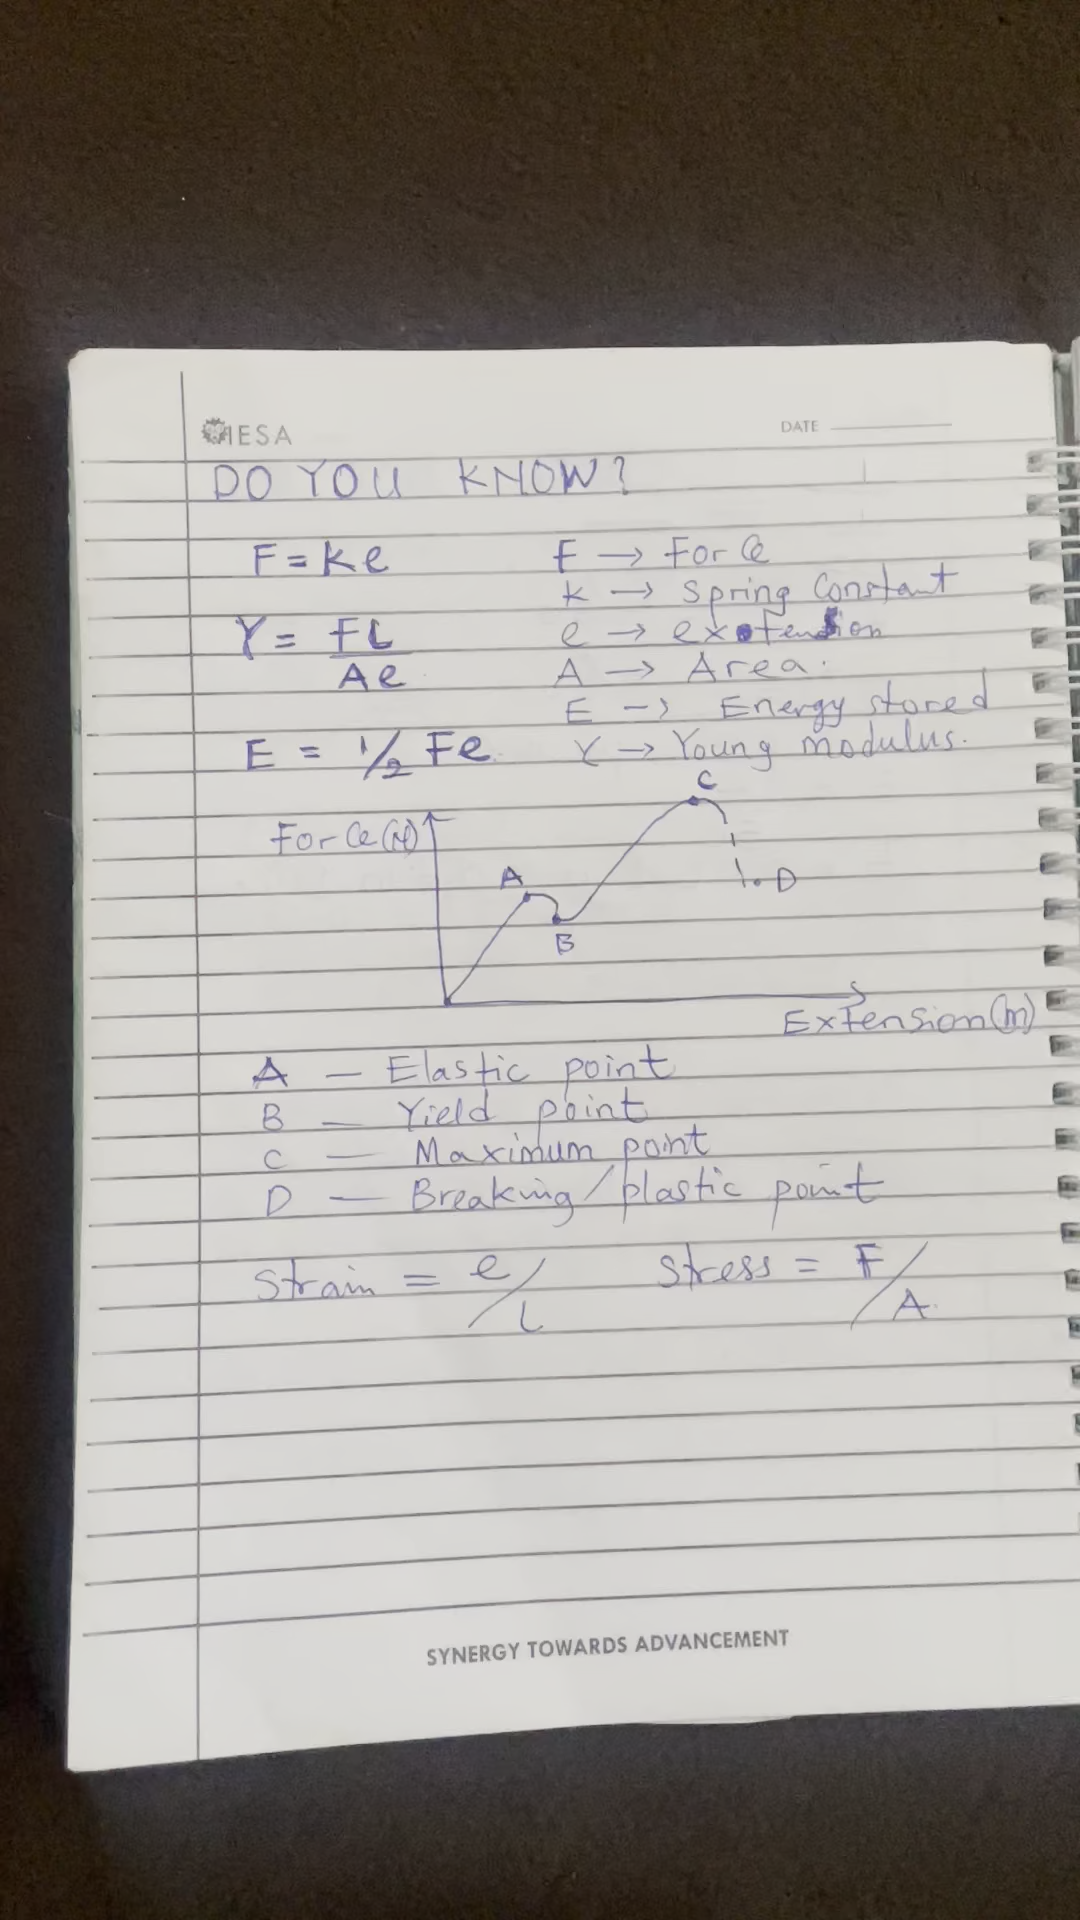 IESA
DATE
DO YOU KNOW?
F = ke
F → Force
k → Spring Constant
Y = FL
Ae
e → extension
A → Area.
E → Energy stored
E = 1/2 Fe
Y → Young modulus.
C
Force (N)
A
D
B
Extension (m)
A — Elastic point
B — Yield point
C — Maximum point
D — Breaking/plastic point
Strain = e/L Stress = F/A
SYNERGY TOWARDS ADVANCEMENT